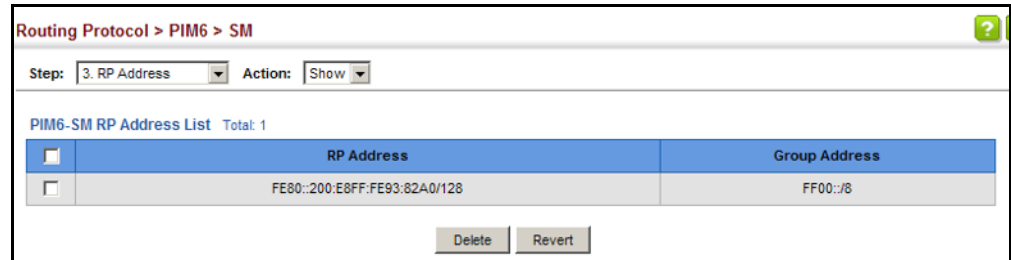 Routing Protocol > PIM6 > SM
?
Step: 3. RP Address Action: Show
PIM6-SM RP Address List Total: 1
RP Address Group Address
FE80::200:E8FF:FE93:82A0/128 FF00::/8
Delete Revert